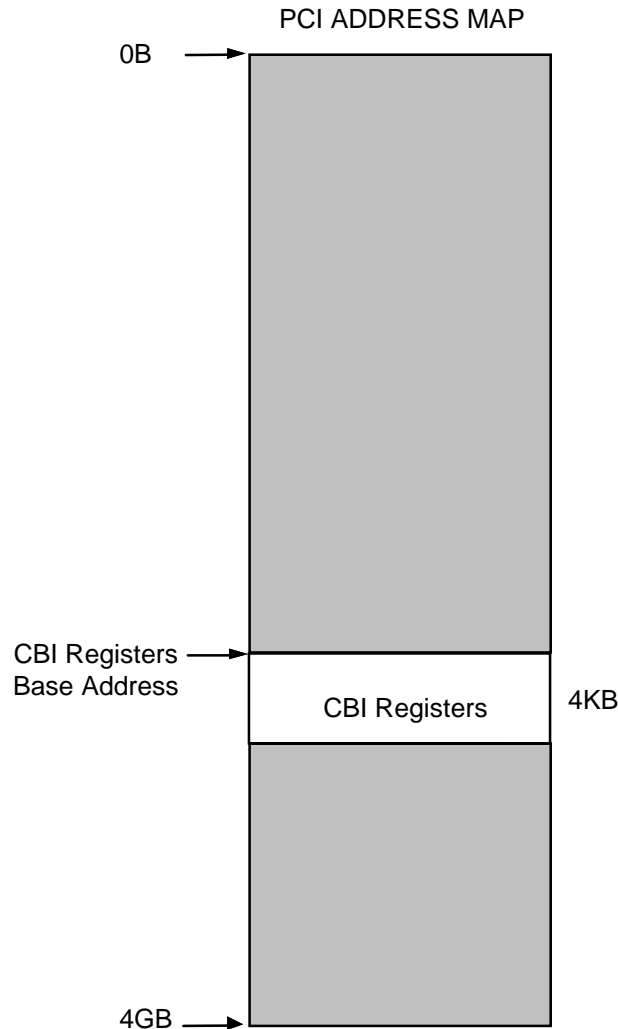 PCI ADDRESS MAP
0B
CBI Registers
Base Address
CBI Registers
4KB
4GB